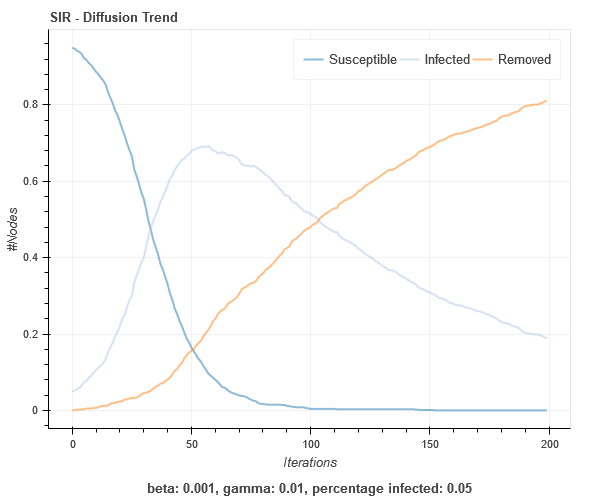 SIR - Diffusion Trend
Susceptible Infected Removed
0.8
0.6
0.4
0.2
0
#Nodes
0 50 100 150 200
Iterations
beta: 0.001, gamma: 0.01, percentage infected: 0.05